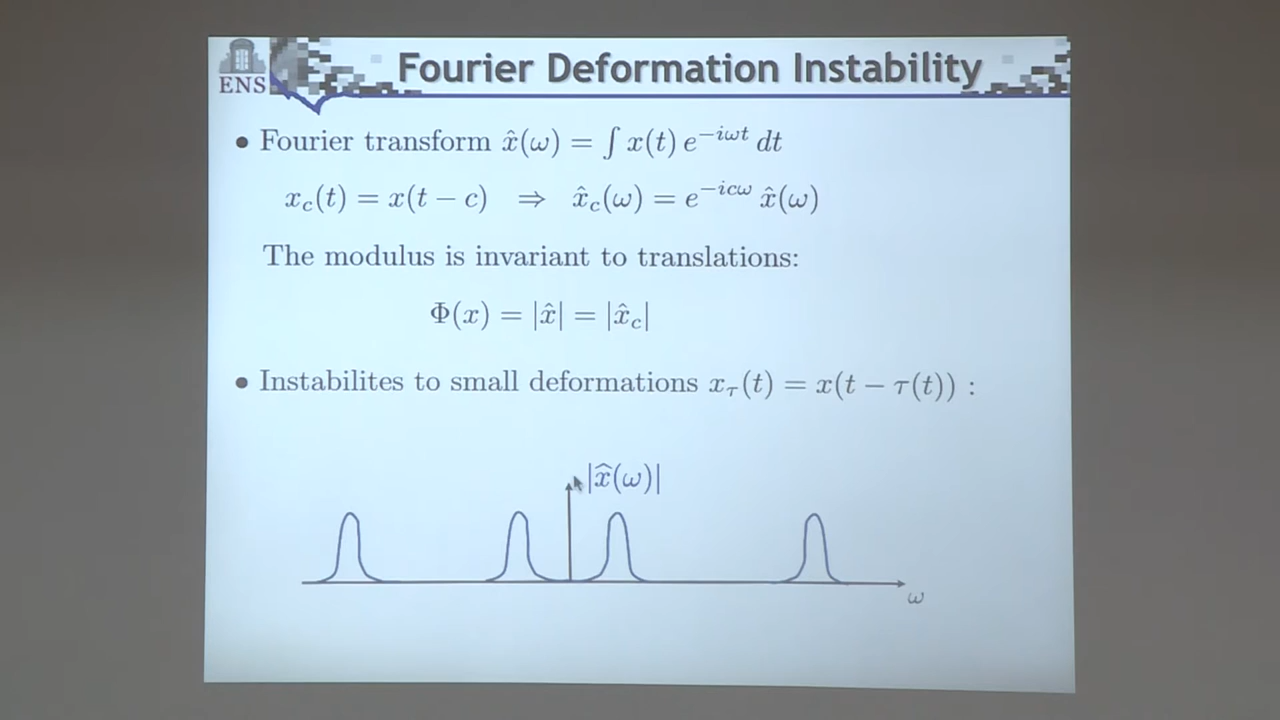 ENS
Fourier Deformation Instability
• Fourier transform x̂(ω) = ∫ x(t) e^{−iωt} dt
x_c(t) = x(t − c) ⇒ x̂_c(ω) = e^{−icω} x̂(ω)
The modulus is invariant to translations:
Φ(x) = |x̂| = |x̂_c|
• Instabilites to small deformations x_τ(t) = x(t − τ(t)) :
|x̂(ω)|
ω